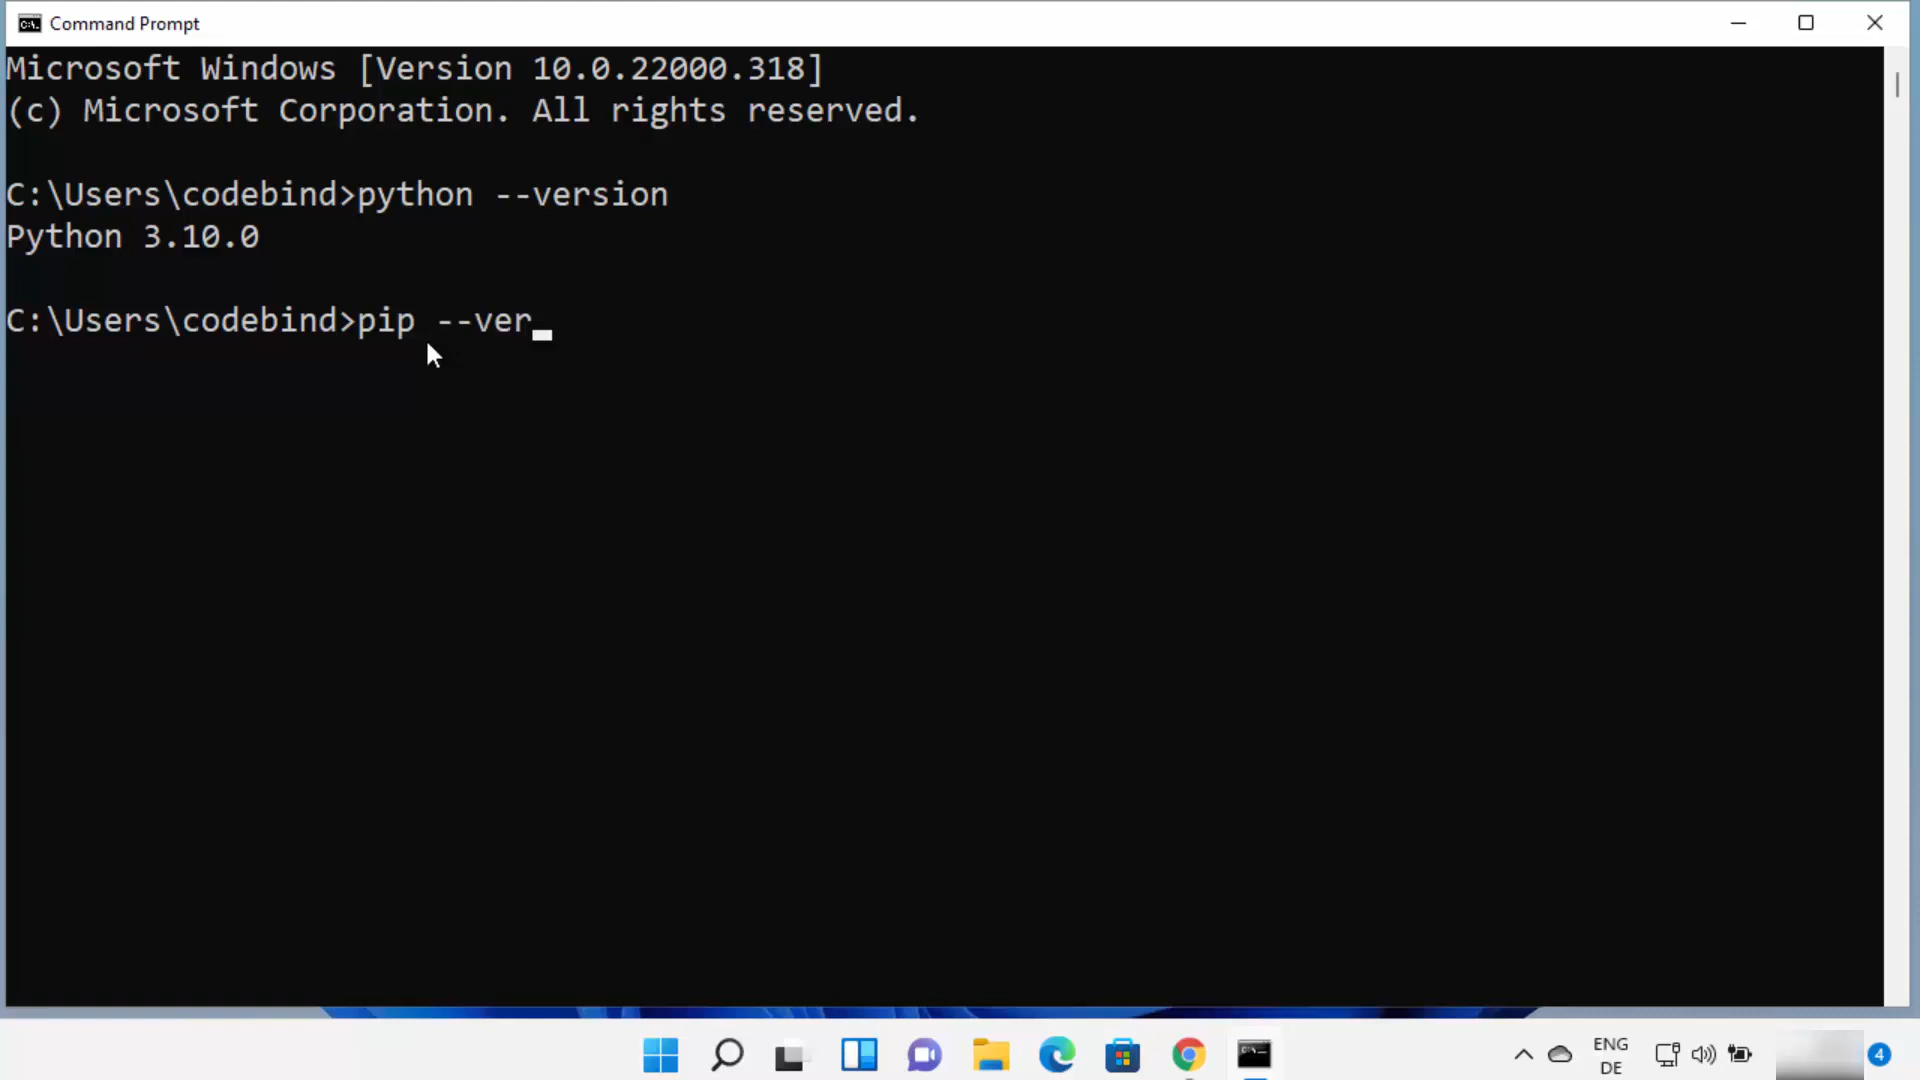 Command Prompt
Microsoft Windows [Version 10.0.22000.318]
(c) Microsoft Corporation. All rights reserved.
C:\Users\codebind>python --version
Python 3.10.0
C:\Users\codebind>pip --ver
ENG
DE
4